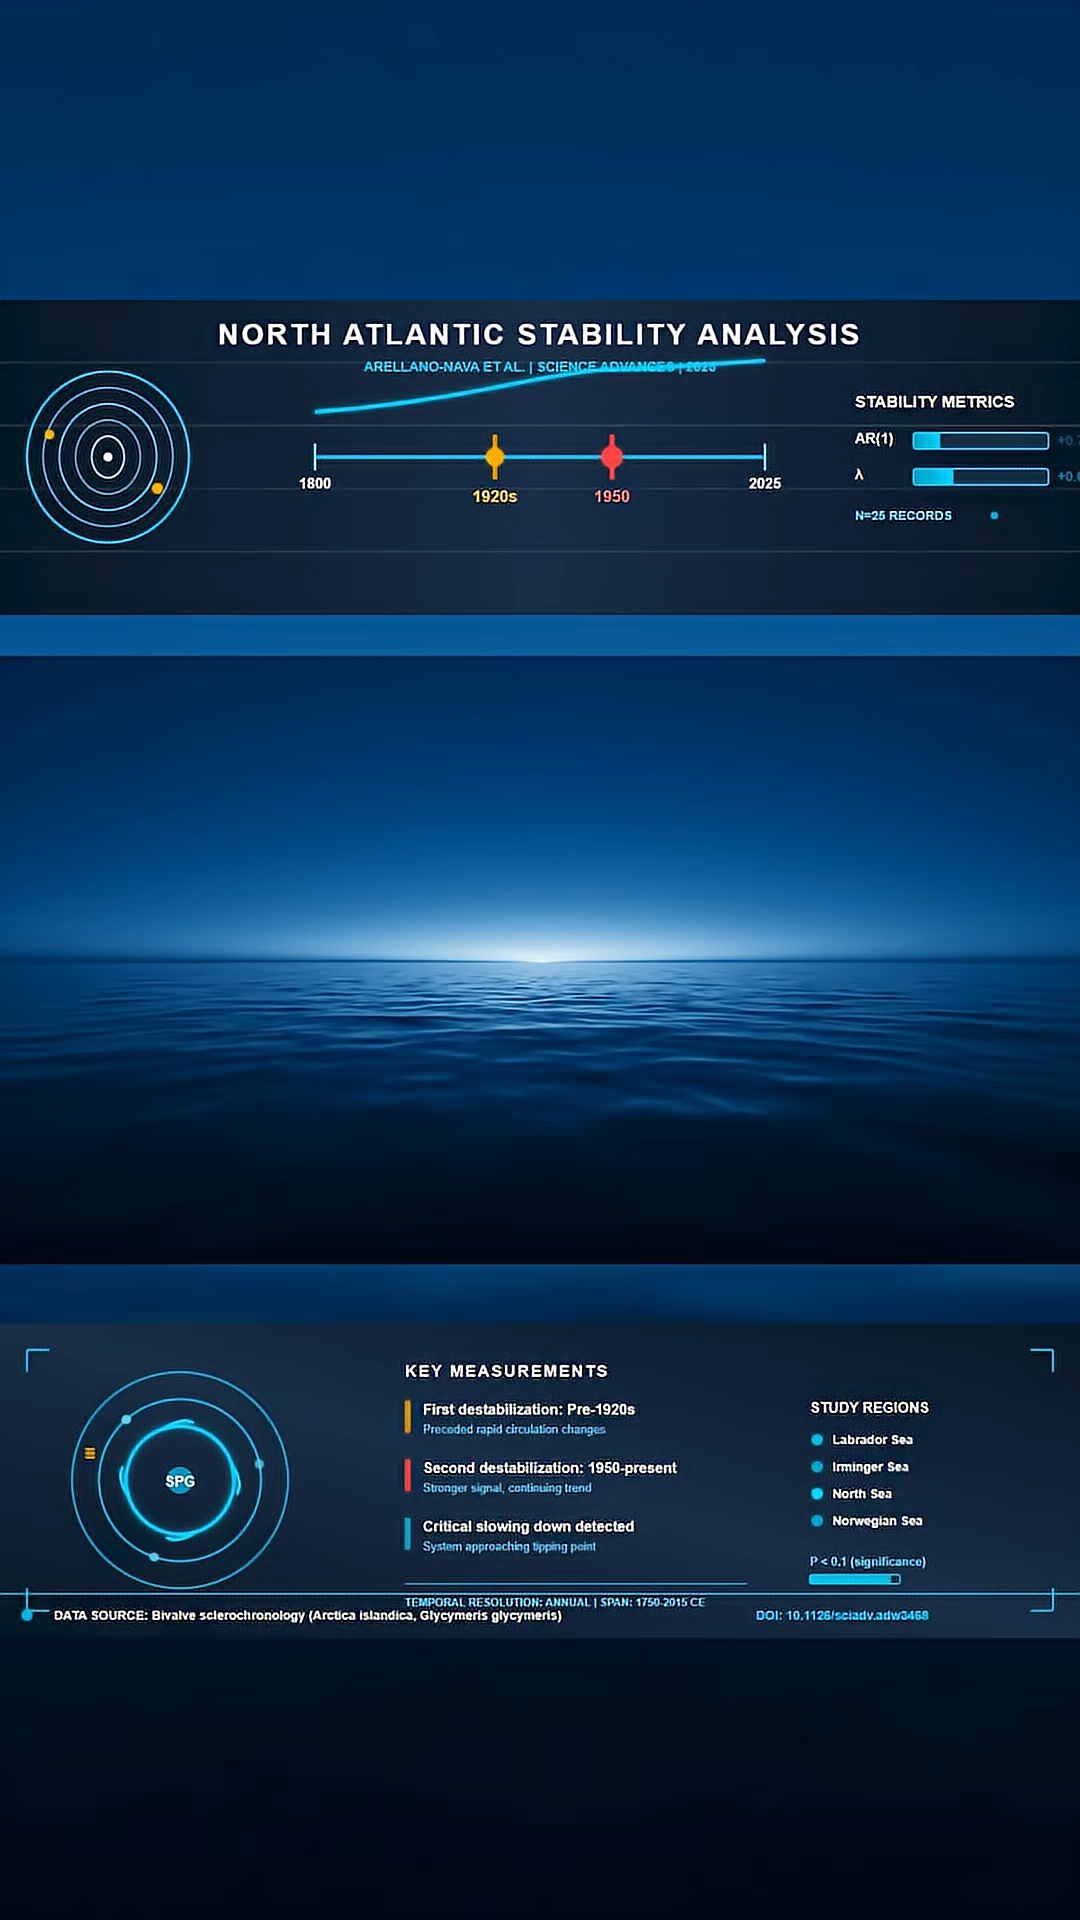 NORTH ATLANTIC STABILITY ANALYSIS
ARELLANO-NAVA ET AL. | SCIENCE ADVANCES | 2025
STABILITY METRICS
AR(1)
λ
N=25 RECORDS
1800
1920s
1950
2025
KEY MEASUREMENTS
First destabilization: Pre-1920s
Preceded rapid circulation changes
Second destabilization: 1950-present
Stronger signal, continuing trend
Critical slowing down detected
System approaching tipping point
SPG
STUDY REGIONS
Labrador Sea
Irminger Sea
North Sea
Norwegian Sea
P < 0.1 (significance)
TEMPORAL RESOLUTION: ANNUAL | SPAN: 1750-2015 CE
DATA SOURCE: Bivalve sclerochronology (Arctica islandica, Glycymeris glycymeris)
DOI: 10.1126/sciadv.adw3468